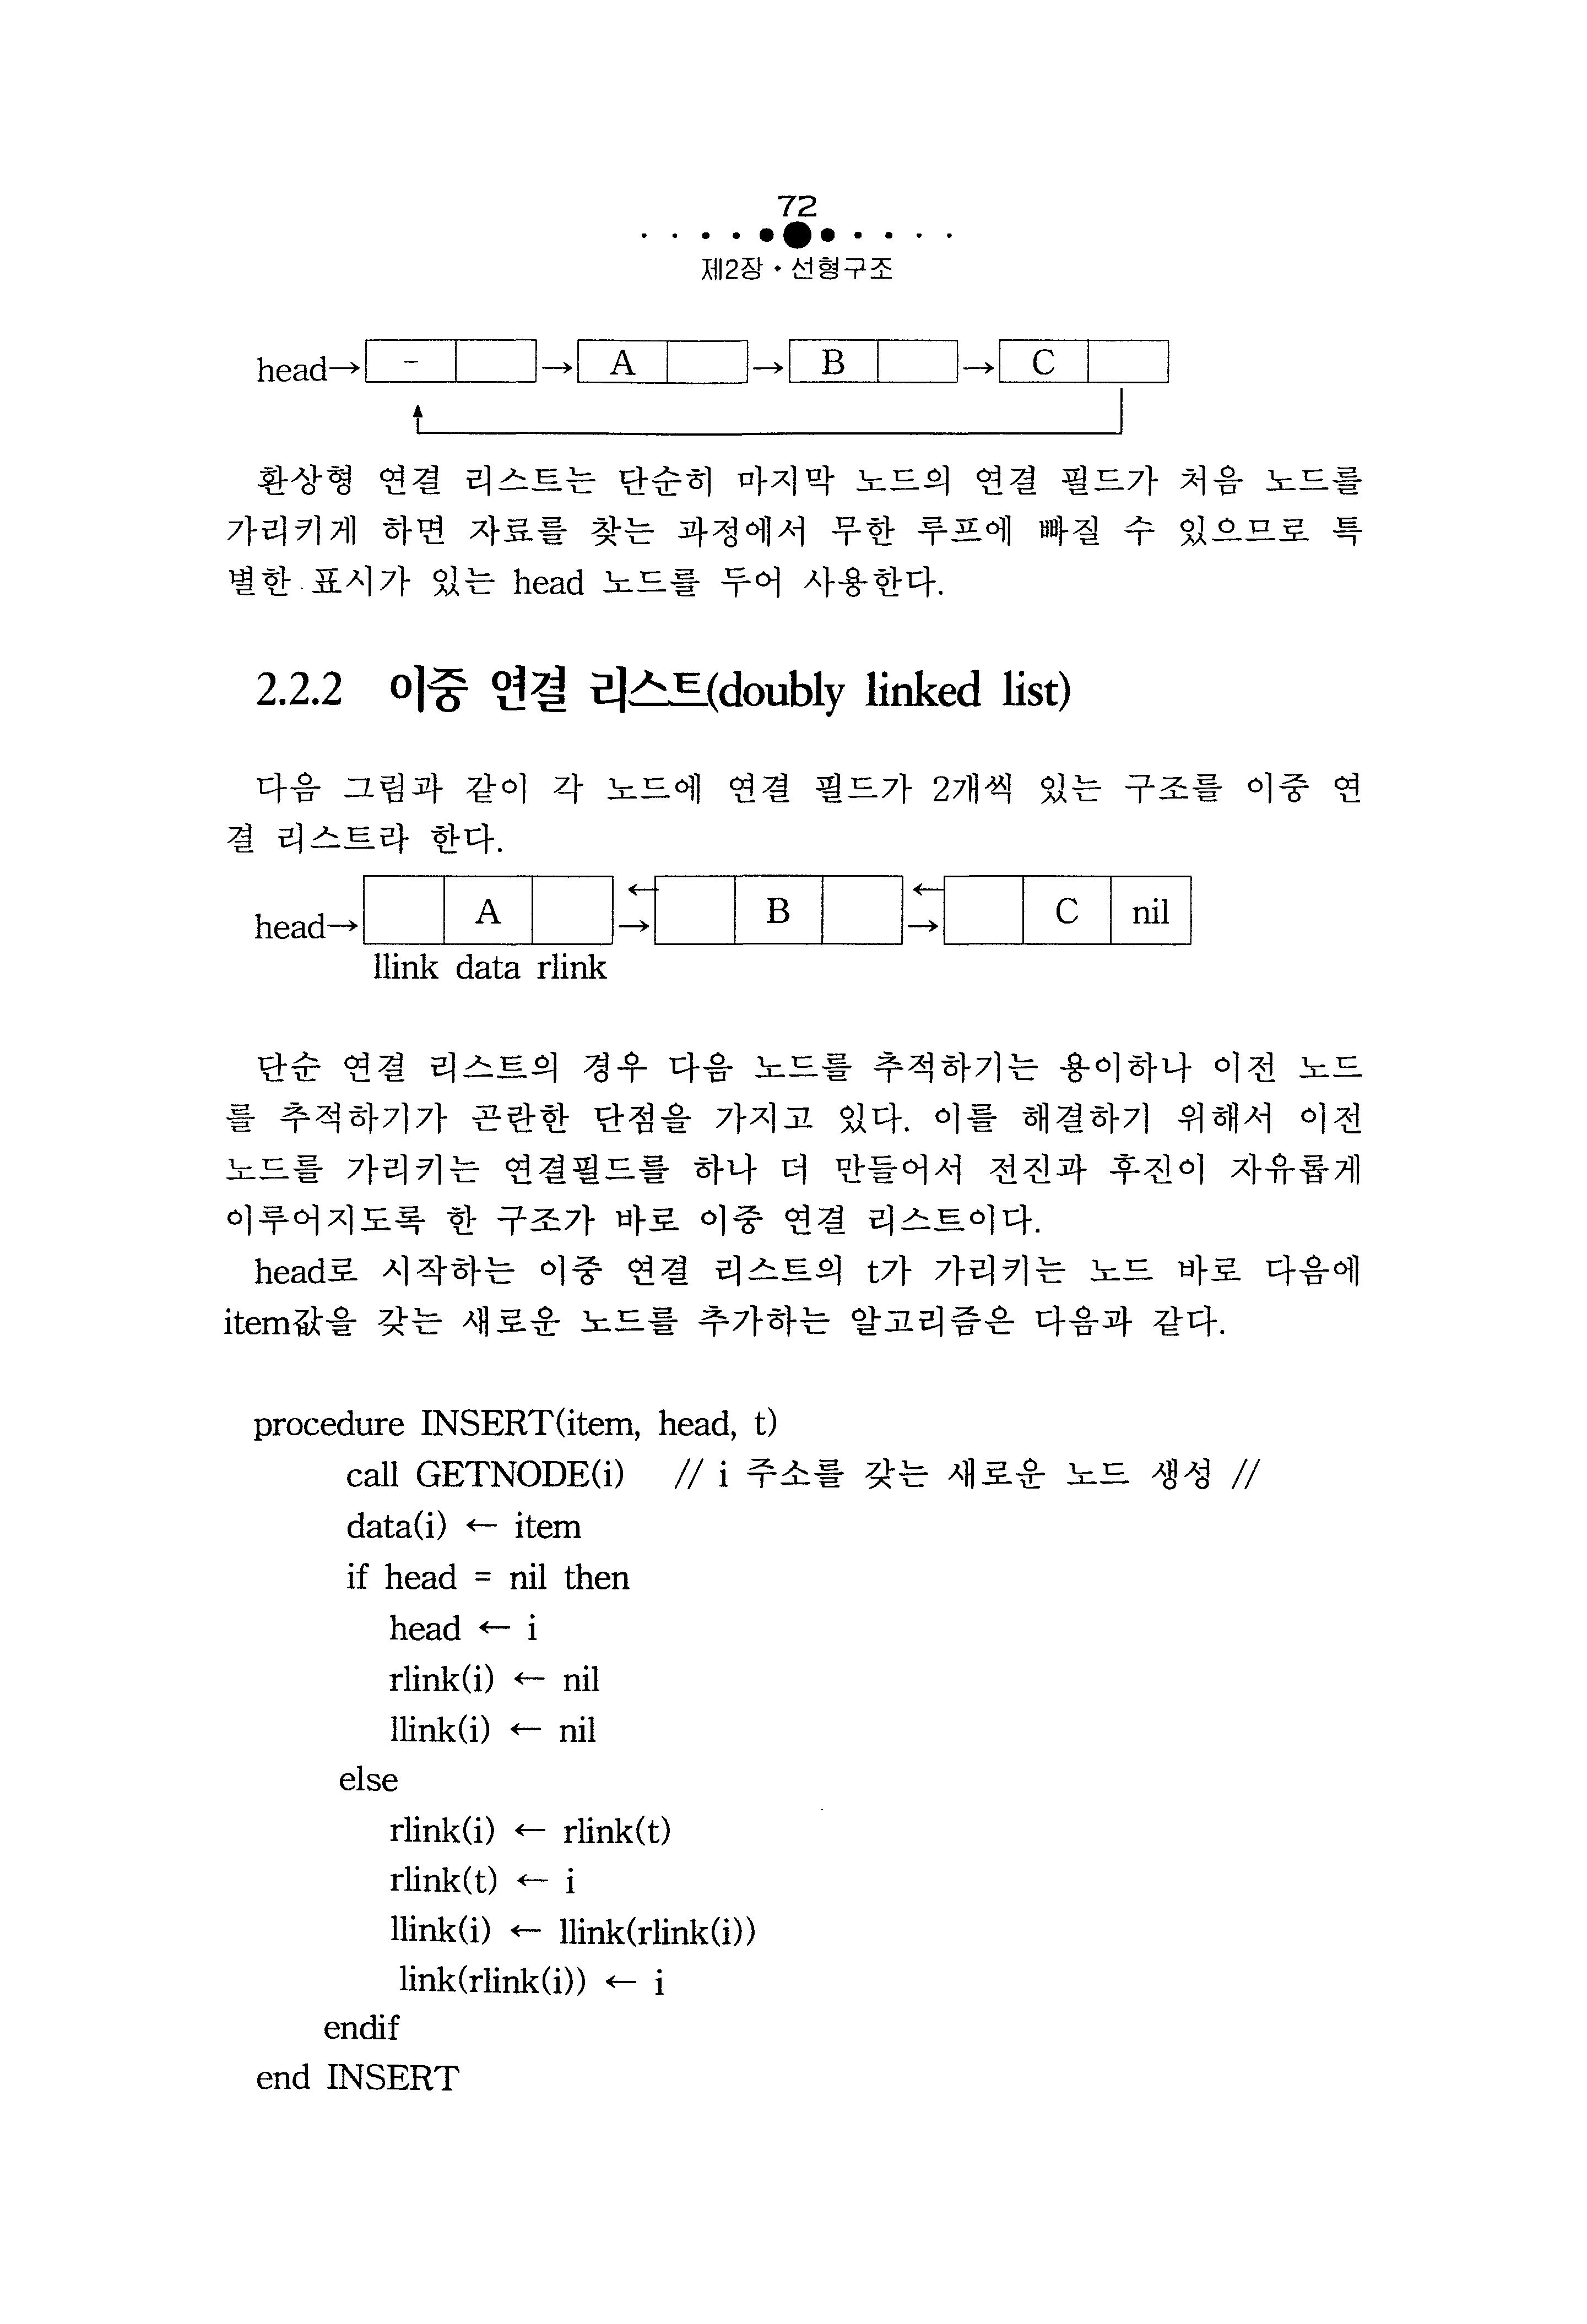 72
제2장 • 선형구조
head→ - → A → B → C
환상형 연결 리스트는 단순히 마지막 노드의 연결 필드가 처음 노드를
가리키게 하면 자료를 찾는 과정에서 무한 루프에 빠질 수 있으므로 특
별한 표시가 있는 head 노드를 두어 사용한다.
2.2.2 이중 연결 리스트(doubly linked list)
다음 그림과 같이 각 노드에 연결 필드가 2개씩 있는 구조를 이중 연
결 리스트라 한다.
head→ A ← → B ← → C nil
llink data rlink
단순 연결 리스트의 경우 다음 노드를 추적하기는 용이하나 이전 노드
를 추적하기가 곤란한 단점을 가지고 있다. 이를 해결하기 위해서 이전
노드를 가리키는 연결필드를 하나 더 만들어서 전진과 후진이 자유롭게
이루어지도록 한 구조가 바로 이중 연결 리스트이다.
head로 시작하는 이중 연결 리스트의 t가 가리키는 노드 바로 다음에
item값을 갖는 새로운 노드를 추가하는 알고리즘은 다음과 같다.
procedure INSERT(item, head, t)
call GETNODE(i) // i 주소를 갖는 새로운 노드 생성 //
data(i) ← item
if head = nil then
head ← i
rlink(i) ← nil
llink(i) ← nil
else
rlink(i) ← rlink(t)
rlink(t) ← i
llink(i) ← llink(rlink(i))
link(rlink(i)) ← i
endif
end INSERT